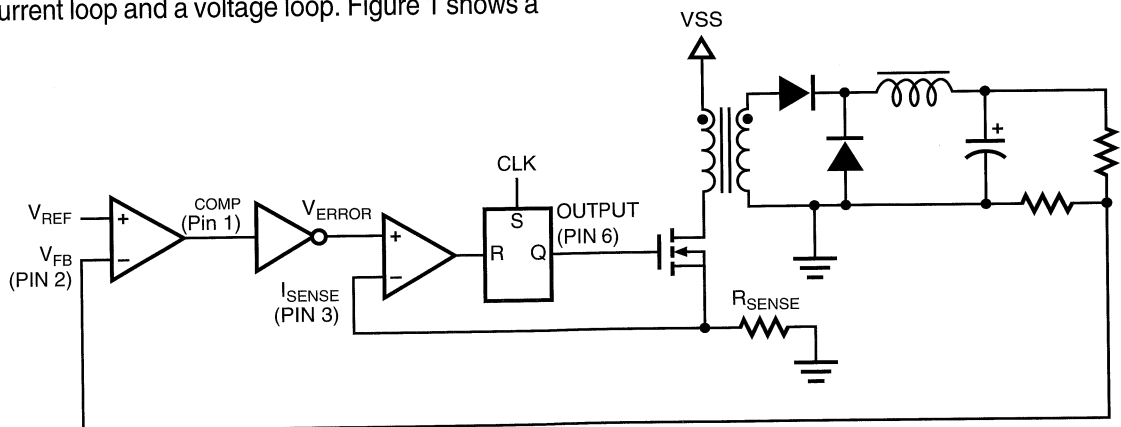 urrent loop and a voltage loop. Figure 1 shows a
VSS
CLK
COMP
(Pin 1)
VREF
+
VERROR
VFB
(PIN 2)
−
+
−
S
R
Q
OUTPUT
(PIN 6)
ISENSE
(PIN 3)
RSENSE
+